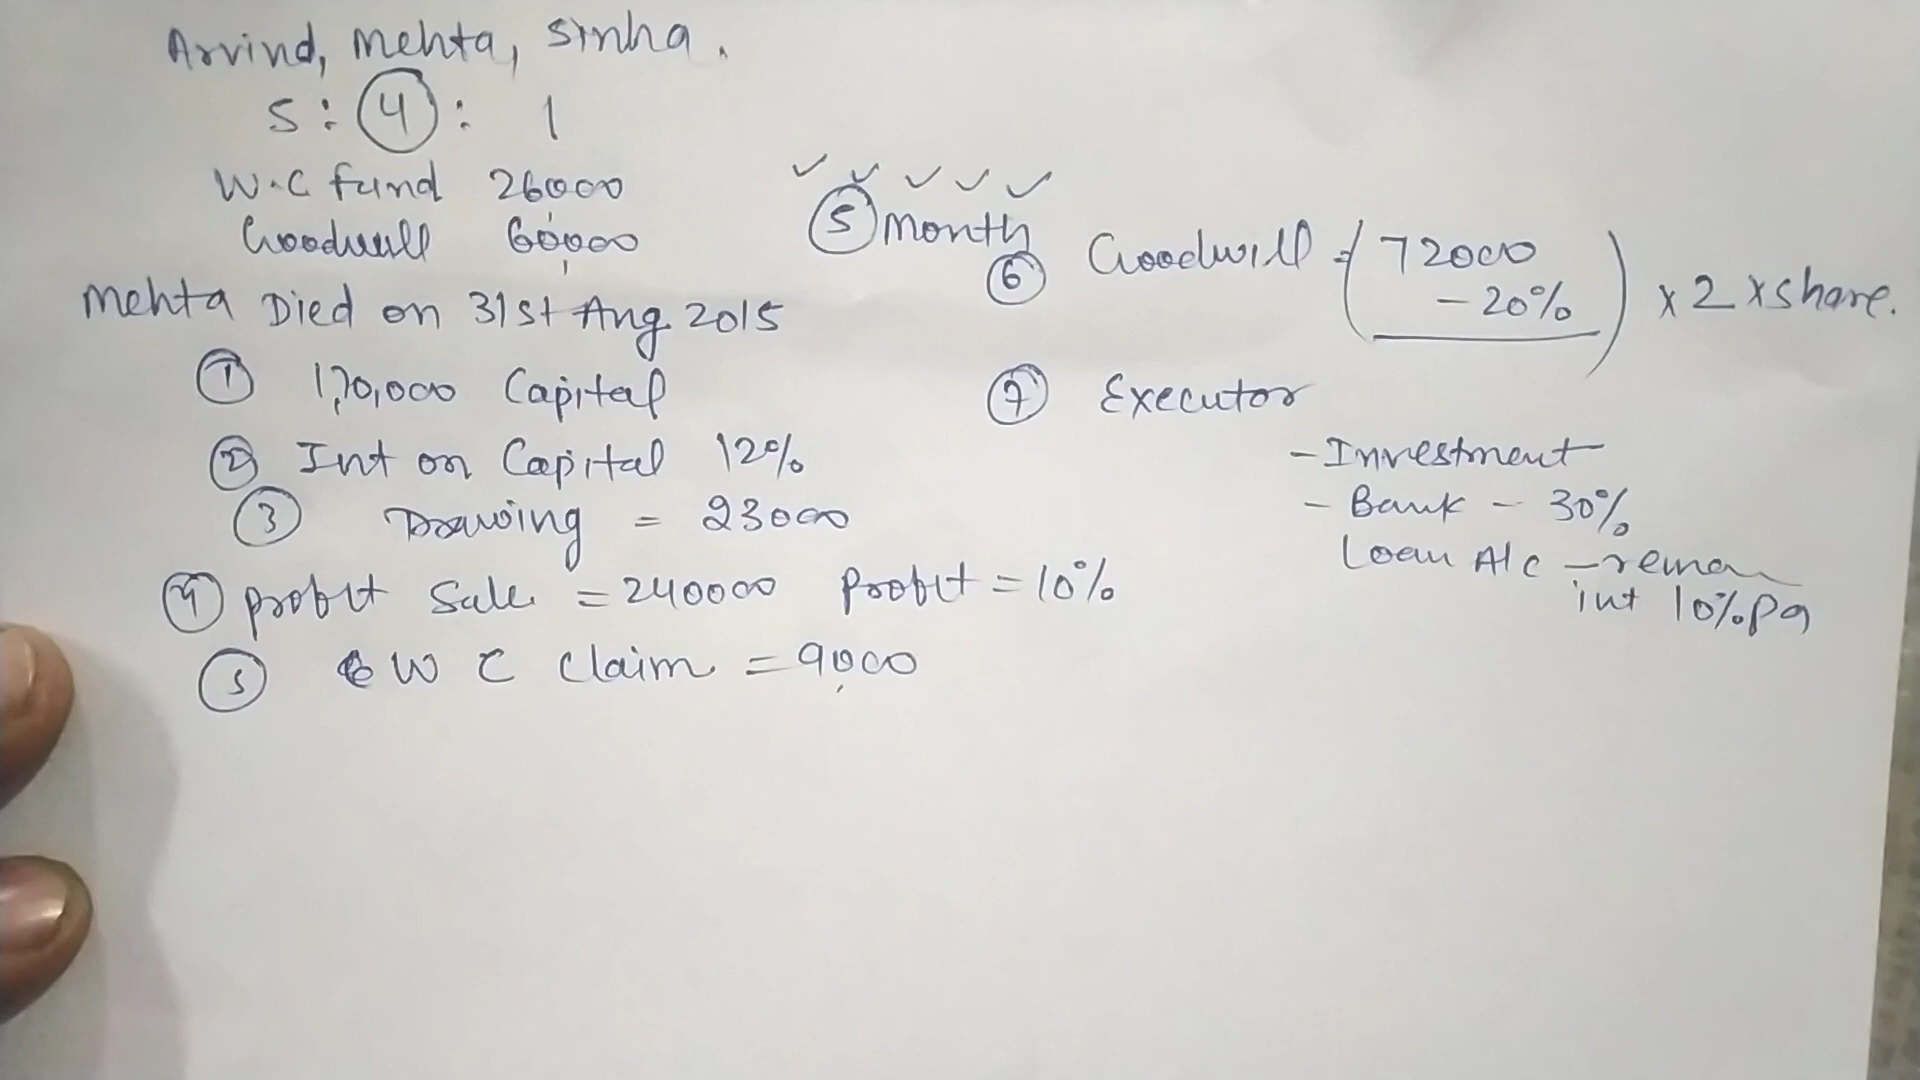 Arvind, Mehta, Sinha.
5 : 4 : 1
W.C fund 26000
Goodwill 60,000
5 Month
Mehta Died on 31st Aug 2015
① 1,70,000 Capital
② Int on Capital 12%
③ Drawing = 23000
④ profit Sale = 240000 Profit = 10%
⑤ W C Claim = 9000
⑥ Goodwill = ( 72000
- 20% ) x 2 x share.
⑦ Executor
- Investment
- Bank - 30%
Loan A/c -
int 10% pa